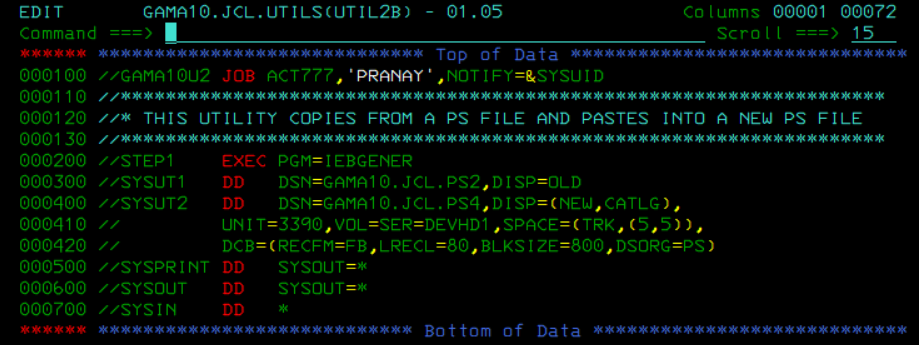 EDIT GAMA10.JCL.UTILS(UTIL2B) - 01.05 Columns 00001 00072
Command ===> Scroll ===> 15
****** ***************************** Top of Data ******************************
000100 //GAMA10U2 JOB ACT777,'PRANAY',NOTIFY=&SYSUID
000110 //********************************************************************
000120 //* THIS UTILITY COPIES FROM A PS FILE AND PASTES INTO A NEW PS FILE
000130 //********************************************************************
000200 //STEP1 EXEC PGM=IEBGENER
000300 //SYSUT1 DD DSN=GAMA10.JCL.PS2,DISP=OLD
000400 //SYSUT2 DD DSN=GAMA10.JCL.PS4,DISP=(NEW,CATLG),
000410 // UNIT=3390,VOL=SER=DEVHD1,SPACE=(TRK,(5,5)),
000420 // DCB=(RECFM=FB,LRECL=80,BLKSIZE=800,DSORG=PS)
000500 //SYSPRINT DD SYSOUT=*
000600 //SYSOUT DD SYSOUT=*
000700 //SYSIN DD *
****** **************************** Bottom of Data ****************************